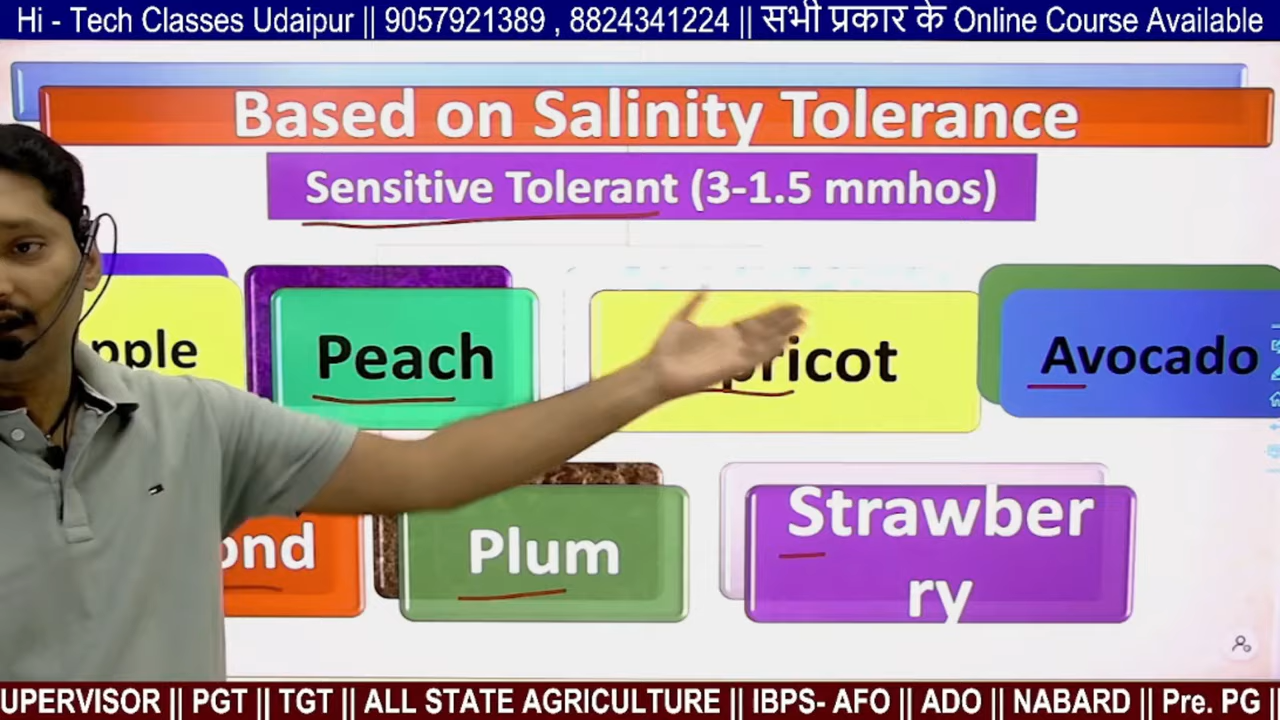 Hi - Tech Classes Udaipur || 9057921389 , 8824341224 || सभी प्रकार के Online Course Available
Based on Salinity Tolerance
Sensitive Tolerant (3-1.5 mmhos)
pple
Peach
pricot
Avocado
ond
Plum
Strawber
ry
UPERVISOR || PGT || TGT || ALL STATE AGRICULTURE || IBPS- AFO || ADO || NABARD || Pre. PG ||